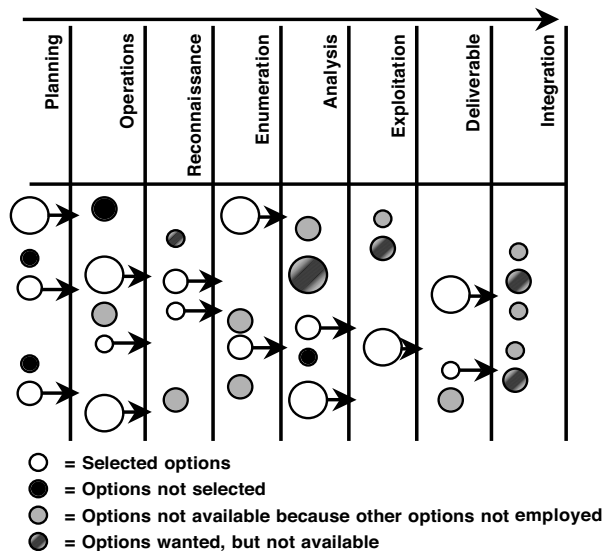 Planning
Operations
Reconnaissance
Enumeration
Analysis
Exploitation
Deliverable
Integration
= Selected options
= Options not selected
= Options not available because other options not employed
= Options wanted, but not available